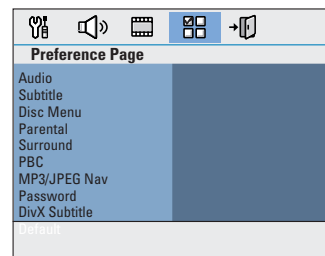 Preference Page
Audio
Subtitle
Disc Menu
Parental
Surround
PBC
MP3/JPEG Nav
Password
DivX Subtitle
Default